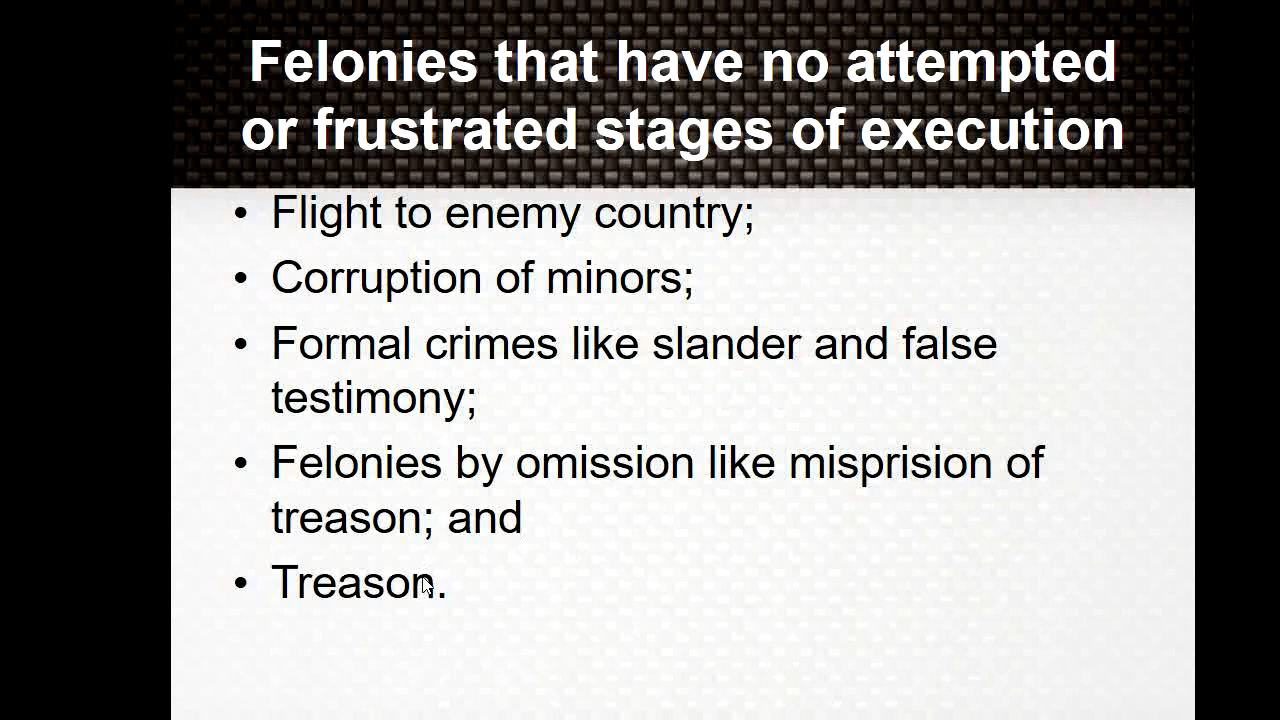 Felonies that have no attempted
or frustrated stages of execution
• Flight to enemy country;
• Corruption of minors;
• Formal crimes like slander and false
testimony;
• Felonies by omission like misprision of
treason; and
• Treason.